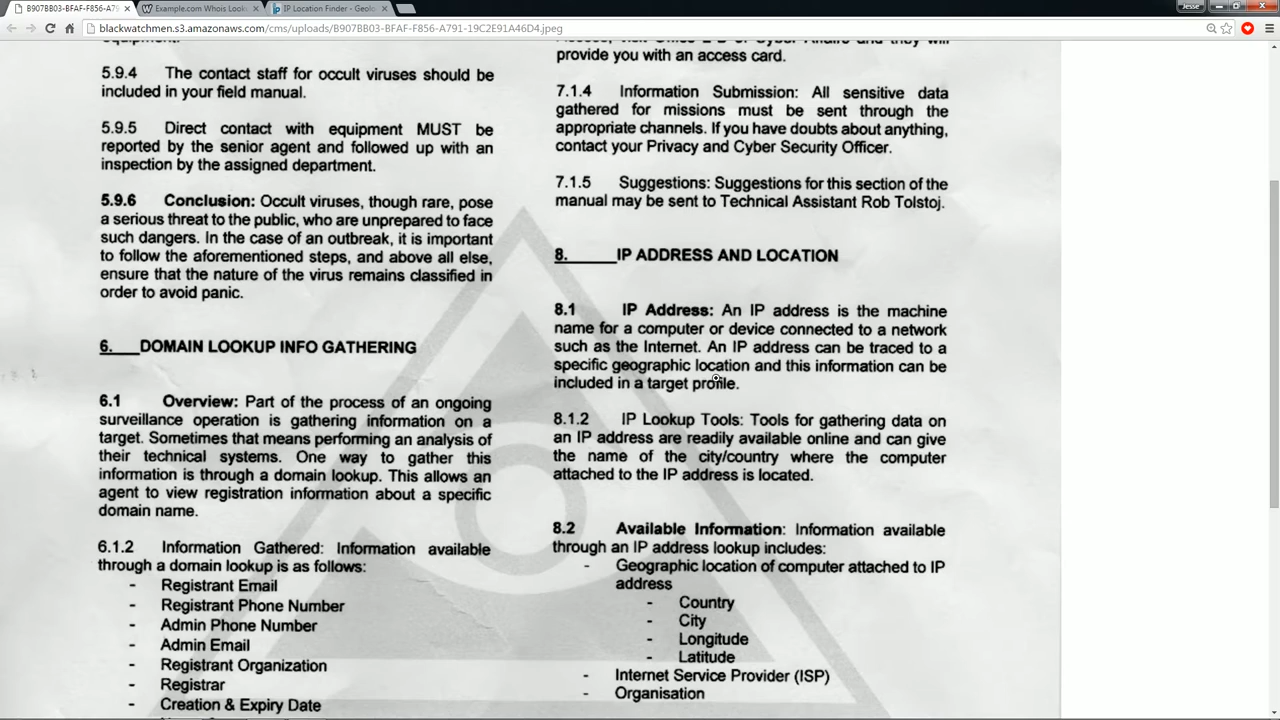 B907BB03-BFAF-F856-A791
Example.com Whois Looku
IP Location Finder - Geolo
Jesse
blackwatchmen.s3.amazonaws.com/cms/uploads/B907BB03-BFAF-F856-A791-19C2E91A46D4.jpeg
equipment.
5.9.4 The contact staff for occult viruses should be
included in your field manual.
5.9.5 Direct contact with equipment MUST be
reported by the senior agent and followed up with an
inspection by the assigned department.
5.9.6 Conclusion: Occult viruses, though rare, pose
a serious threat to the public, who are unprepared to face
such dangers. In the case of an outbreak, it is important
to follow the aforementioned steps, and above all else,
ensure that the nature of the virus remains classified in
order to avoid panic.
6. DOMAIN LOOKUP INFO GATHERING
6.1 Overview: Part of the process of an ongoing
surveillance operation is gathering information on a
target. Sometimes that means performing an analysis of
their technical systems. One way to gather this
information is through a domain lookup. This allows an
agent to view registration information about a specific
domain name.
6.1.2 Information Gathered: Information available
through a domain lookup is as follows:
- Registrant Email
- Registrant Phone Number
- Admin Phone Number
- Admin Email
- Registrant Organization
- Registrar
- Creation & Expiry Date
and they will
provide you with an access card.
7.1.4 Information Submission: All sensitive data
gathered for missions must be sent through the
appropriate channels. If you have doubts about anything,
contact your Privacy and Cyber Security Officer.
7.1.5 Suggestions: Suggestions for this section of the
manual may be sent to Technical Assistant Rob Tolstoj.
8. IP ADDRESS AND LOCATION
8.1 IP Address: An IP address is the machine
name for a computer or device connected to a network
such as the Internet. An IP address can be traced to a
specific geographic location and this information can be
included in a target profile.
8.1.2 IP Lookup Tools: Tools for gathering data on
an IP address are readily available online and can give
the name of the city/country where the computer
attached to the IP address is located.
8.2 Available Information: Information available
through an IP address lookup includes:
- Geographic location of computer attached to IP
address
- Country
- City
- Longitude
- Latitude
- Internet Service Provider (ISP)
- Organisation